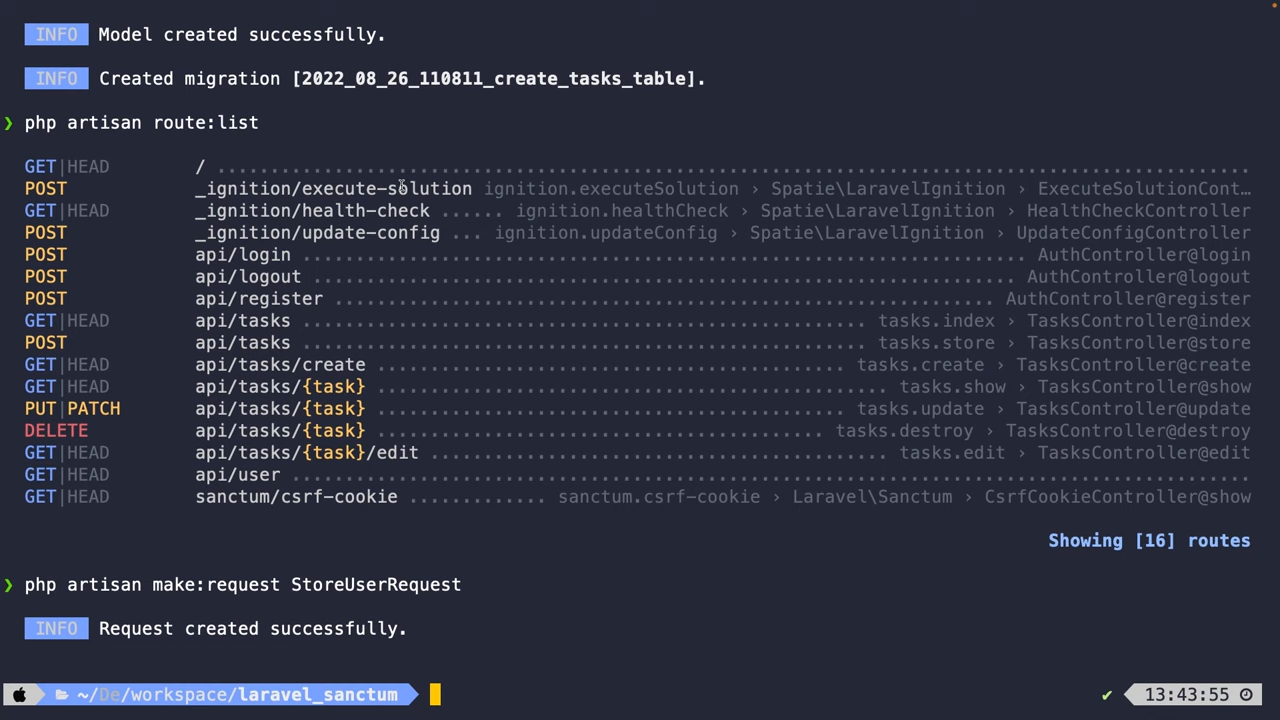 INFO Model created successfully.
INFO Created migration [2022_08_26_110811_create_tasks_table].
❯ php artisan route:list
GET|HEAD / ..................................................................................................
POST _ignition/execute-solution ignition.executeSolution › Spatie\LaravelIgnition › ExecuteSolutionCont…
GET|HEAD _ignition/health-check ...... ignition.healthCheck › Spatie\LaravelIgnition › HealthCheckController
POST _ignition/update-config ... ignition.updateConfig › Spatie\LaravelIgnition › UpdateConfigController
POST api/login ..................................................................... AuthController@login
POST api/logout ................................................................... AuthController@logout
POST api/register .............................................................. AuthController@register
GET|HEAD api/tasks ..................................................... tasks.index › TasksController@index
POST api/tasks ..................................................... tasks.store › TasksController@store
GET|HEAD api/tasks/create ............................................ tasks.create › TasksController@create
GET|HEAD api/tasks/{task} ................................................ tasks.show › TasksController@show
PUT|PATCH api/tasks/{task} ............................................ tasks.update › TasksController@update
DELETE api/tasks/{task} .......................................... tasks.destroy › TasksController@destroy
GET|HEAD api/tasks/{task}/edit ........................................... tasks.edit › TasksController@edit
GET|HEAD api/user ...........................................................................................
GET|HEAD sanctum/csrf-cookie ............. sanctum.csrf-cookie › Laravel\Sanctum › CsrfCookieController@show
Showing [16] routes
❯ php artisan make:request StoreUserRequest
INFO Request created successfully.
~/De/workspace/laravel_sanctum ✔ 13:43:55